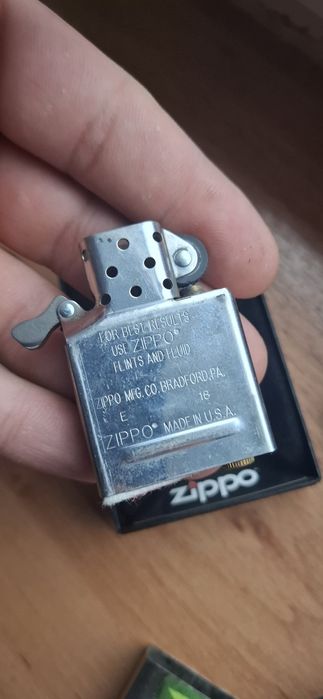 FOR BEST RESULTS
USE ZIPPO®
FLINTS AND FLUID
ZIPPO MFG. CO. BRADFORD, PA.
E 16
ZIPPO® MADE IN U.S.A.
zippo